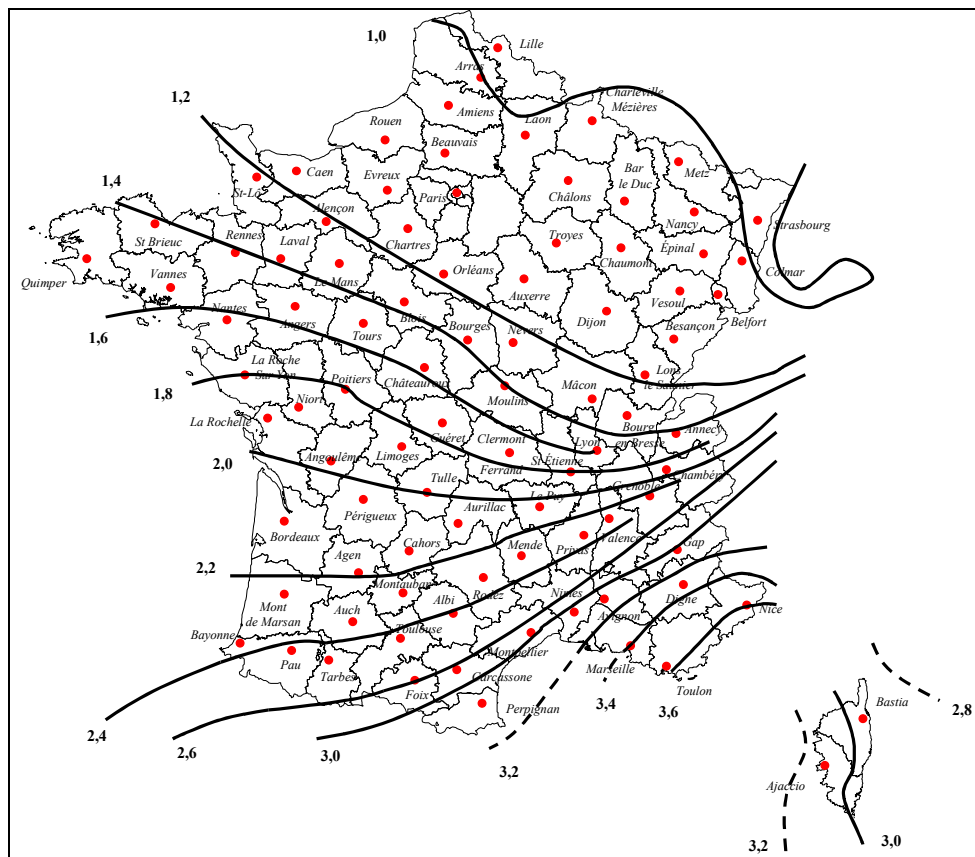 1,0
Lille
Arras
Charleville
Mézières
1,2
Amiens
Laon
Rouen
Beauvais
Caen
Evreux
Bar
le Duc
Metz
1,4
St-Lô
Paris
Châlons
Alençon
Nancy
Strasbourg
St Brieuc
Rennes
Laval
Chartres
Troyes
Chaumont
Épinal
Quimper
Vannes
Le Mans
Orléans
Colmar
Auxerre
Vesoul
1,6
Nantes
Angers
Blois
Tours
Bourges
Nevers
Dijon
Besançon
Belfort
1,8
La Roche
Sur Yon
Poitiers
Châteauroux
Moulins
Mâcon
Lons
le Saunier
Niort
La Rochelle
Guéret
Clermont
Ferrand
Lyon
Bourg
en Bresse
Annecy
2,0
Angoulême
Limoges
St-Étienne
Chambéry
Tulle
Grenoble
Le Puy
Périgueux
Aurillac
Bordeaux
Valence
Cahors
Mende
Privas
Gap
Agen
2,2
Montauban
Rodez
Nîmes
Digne
Mont
de Marsan
Auch
Albi
Avignon
Nice
Bayonne
Toulouse
Montpellier
Marseille
Pau
Tarbes
Carcassone
Foix
Toulon
Perpignan
3,4
3,6
2,4
2,6
3,0
3,2
Bastia
2,8
Ajaccio
3,2
3,0